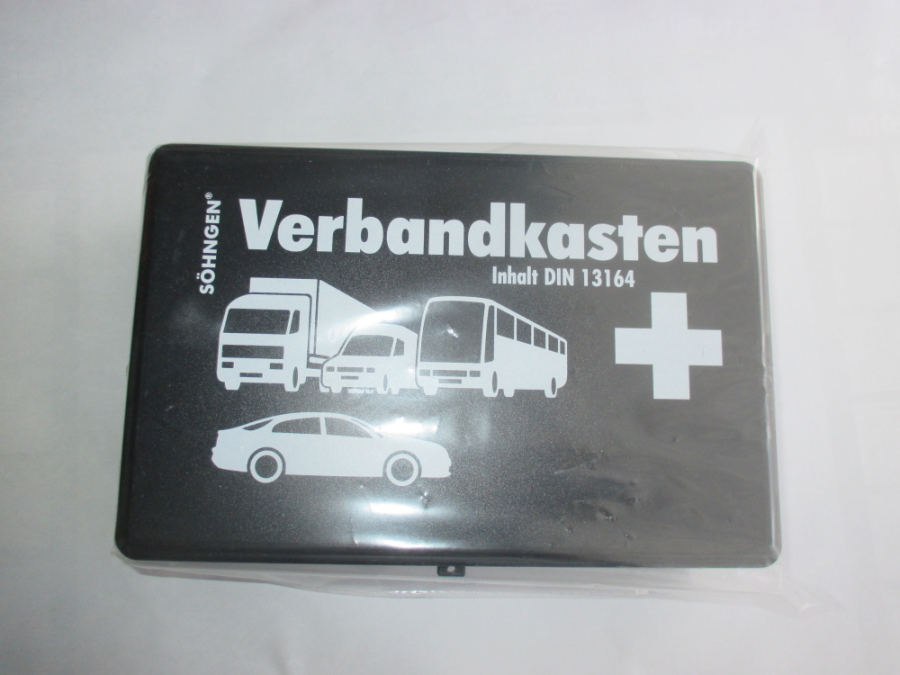 SÖHNGEN®
Verbandkasten
Inhalt DIN 13164